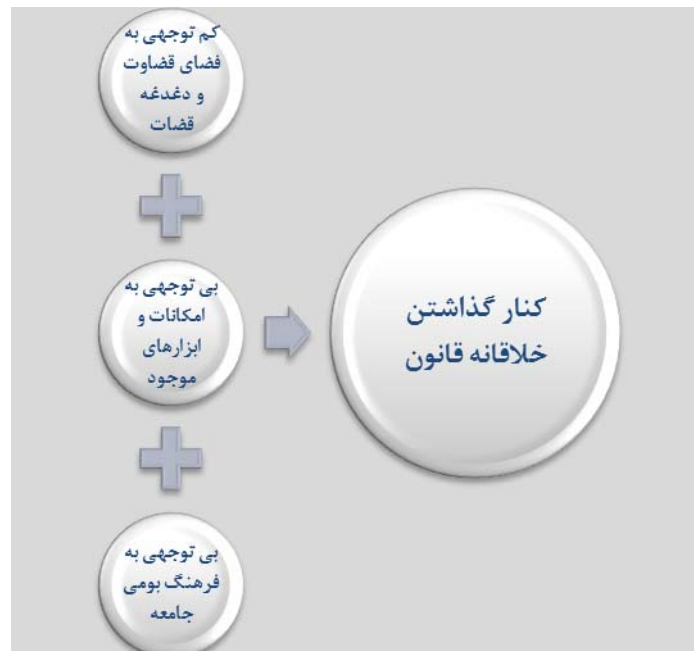 کم توجهی به
فضای قضاوت
و دغدغه
قضات
بی توجهی به
امکانات و
ابزارهای
موجود
بی توجهی به
فرهنگ بومی
جامعه
کنار گذاشتن
خلاقانه قانون